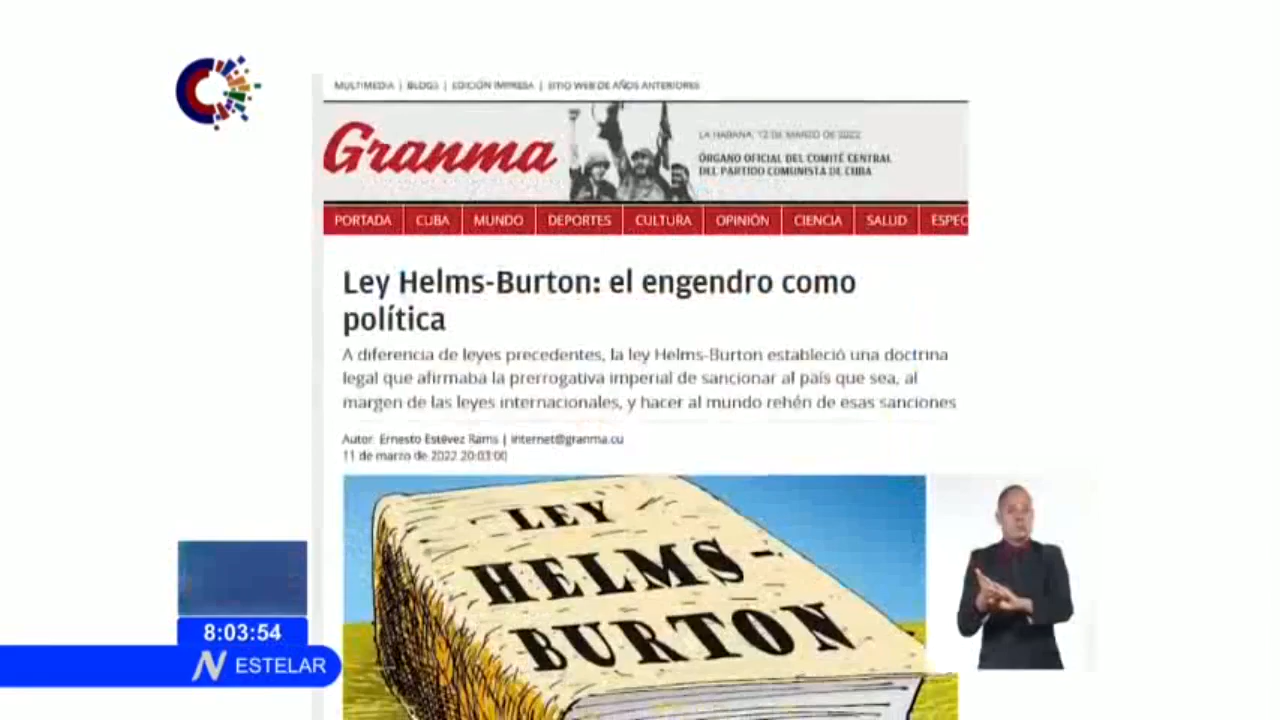 MULTIMEDIA | BLOGS | EDICIÓN IMPRESA | SITIO WEB DE AÑOS ANTERIORES
Granma
LA HABANA, 12 DE MARZO DE 2022
ÓRGANO OFICIAL DEL COMITÉ CENTRAL
DEL PARTIDO COMUNISTA DE CUBA
PORTADA CUBA MUNDO DEPORTES CULTURA OPINIÓN CIENCIA SALUD ESPEC
Ley Helms-Burton: el engendro como
política
A diferencia de leyes precedentes, la ley Helms-Burton estableció una doctrina
legal que afirmaba la prerrogativa imperial de sancionar al país que sea, al
margen de las leyes internacionales, y hacer al mundo rehén de esas sanciones
Autor: Ernesto Estévez Rams | internet@granma.cu
11 de marzo de 2022 20:03:00
LEY
HELMS-
BURTON
8:03:54
N ESTELAR